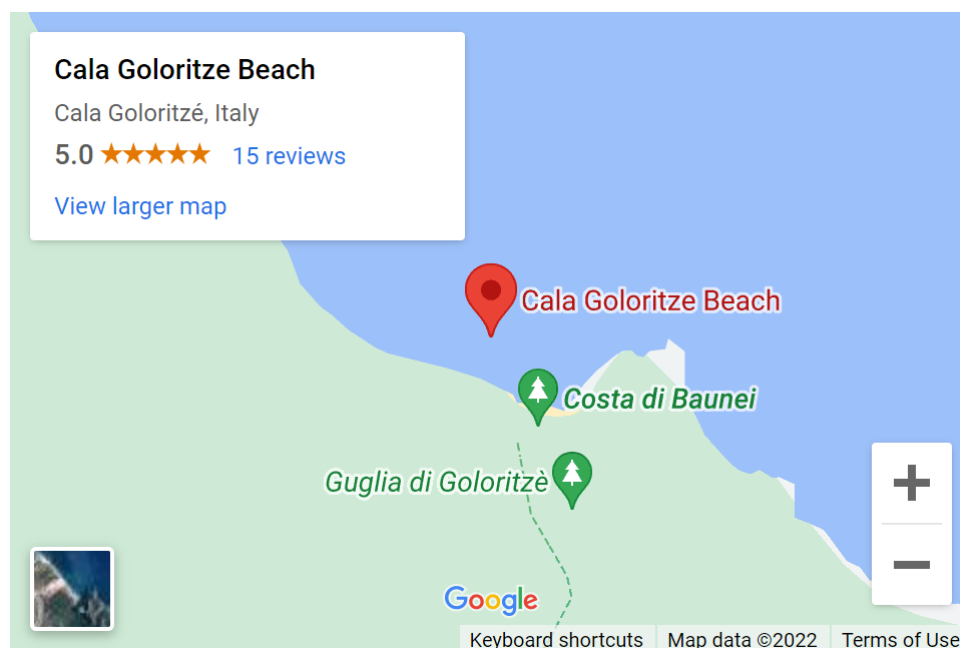 Cala Goloritze Beach
Cala Goloritzé, Italy
5.0 ★★★★★ 15 reviews
View larger map
Cala Goloritze Beach
Costa di Baunei
Guglia di Goloritzè
Google
Keyboard shortcuts Map data ©2022 Terms of Use